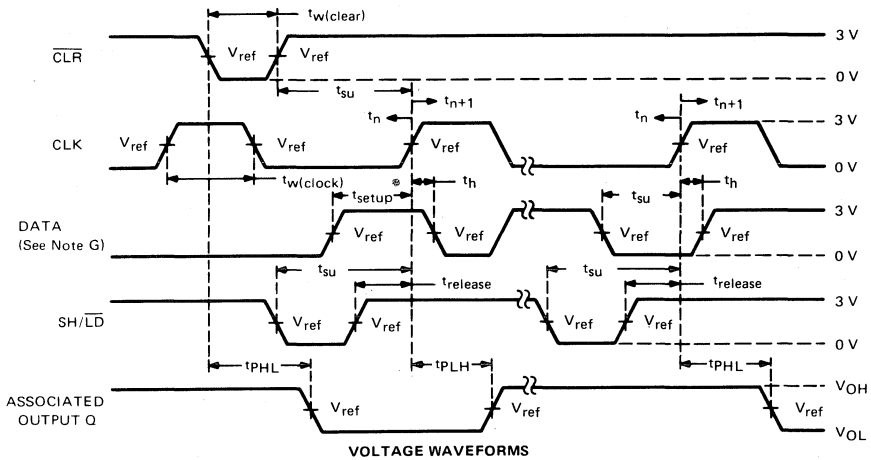 tw(clear)
CLR Vref Vref 3 V
0 V
tsu
tn tn+1 tn tn+1
CLK Vref Vref Vref Vref 3 V
0 V
tw(clock)
tsetup th tsu th
DATA
(See Note G)
Vref Vref Vref Vref 3 V
0 V
tsu trelease tsu trelease
SH/LD Vref Vref Vref Vref 3 V
0 V
tPHL tPLH tPHL
ASSOCIATED
OUTPUT Q
Vref Vref Vref VOH
VOL
VOLTAGE WAVEFORMS